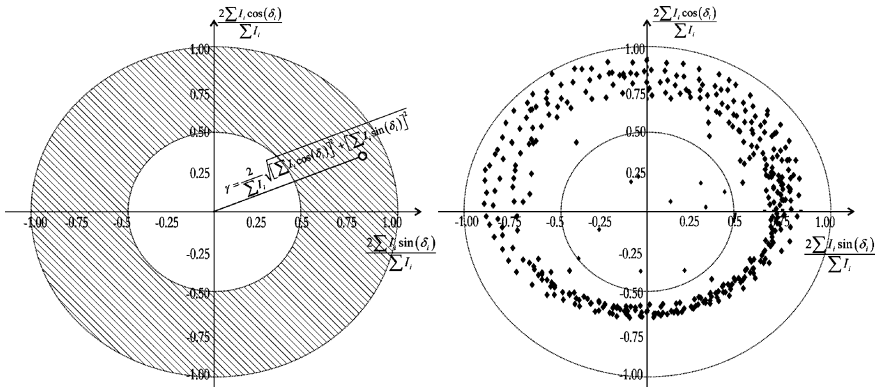 2∑ I_i cos(δ_i) / ∑ I_i
1.00
0.75
0.50
0.25
γ = 2/∑ I_i √([∑ I_i cos(δ_i)]² + [∑ I_i sin(δ_i)]²)
-1.00 -0.75 -0.50 -0.25 0.25 0.50 0.75 1.00
2∑ I_i sin(δ_i) / ∑ I_i
-0.25
-0.50
-0.75
-1.00
2∑ I_i cos(δ_i) / ∑ I_i
1.00
0.75
0.50
0.25
-1.00 -0.75 -0.50 -0.25 0.25 0.50 0.75 1.00
2∑ I_i sin(δ_i) / ∑ I_i
-0.25
-0.50
-0.75
-1.00